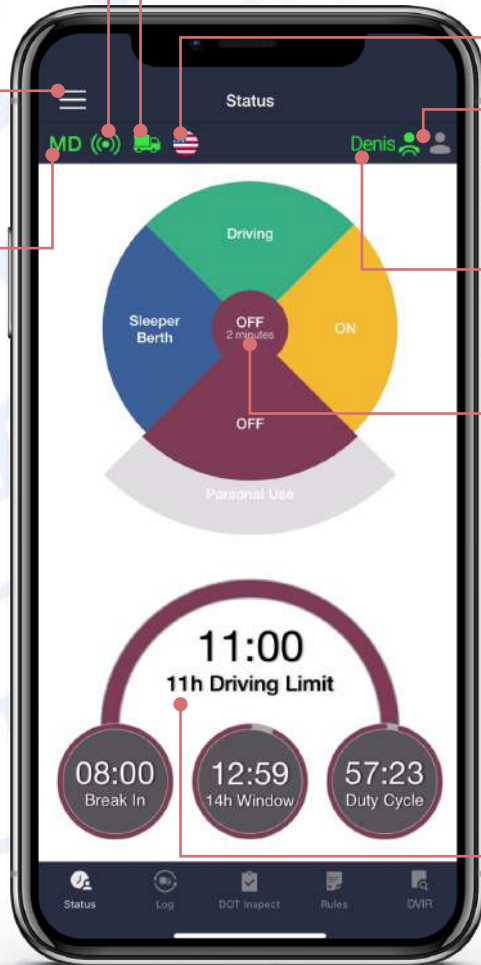 Status
MD
Denis
Driving
Sleeper
Berth
OFF
2 minutes
ON
OFF
Personal Use
11:00
11h Driving Limit
08:00
Break In
12:59
14h Window
57:23
Duty Cycle
Status
Log
DOT Inspect
Rules
DVIR